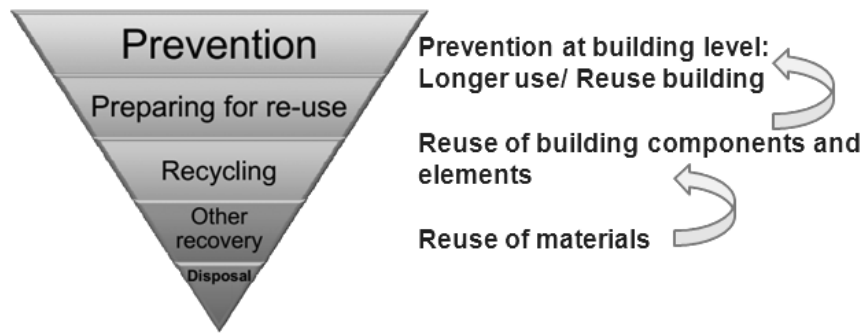 Prevention
Preparing for re-use
Recycling
Other
recovery
Disposal
Prevention at building level:
Longer use/ Reuse building
Reuse of building components and
elements
Reuse of materials